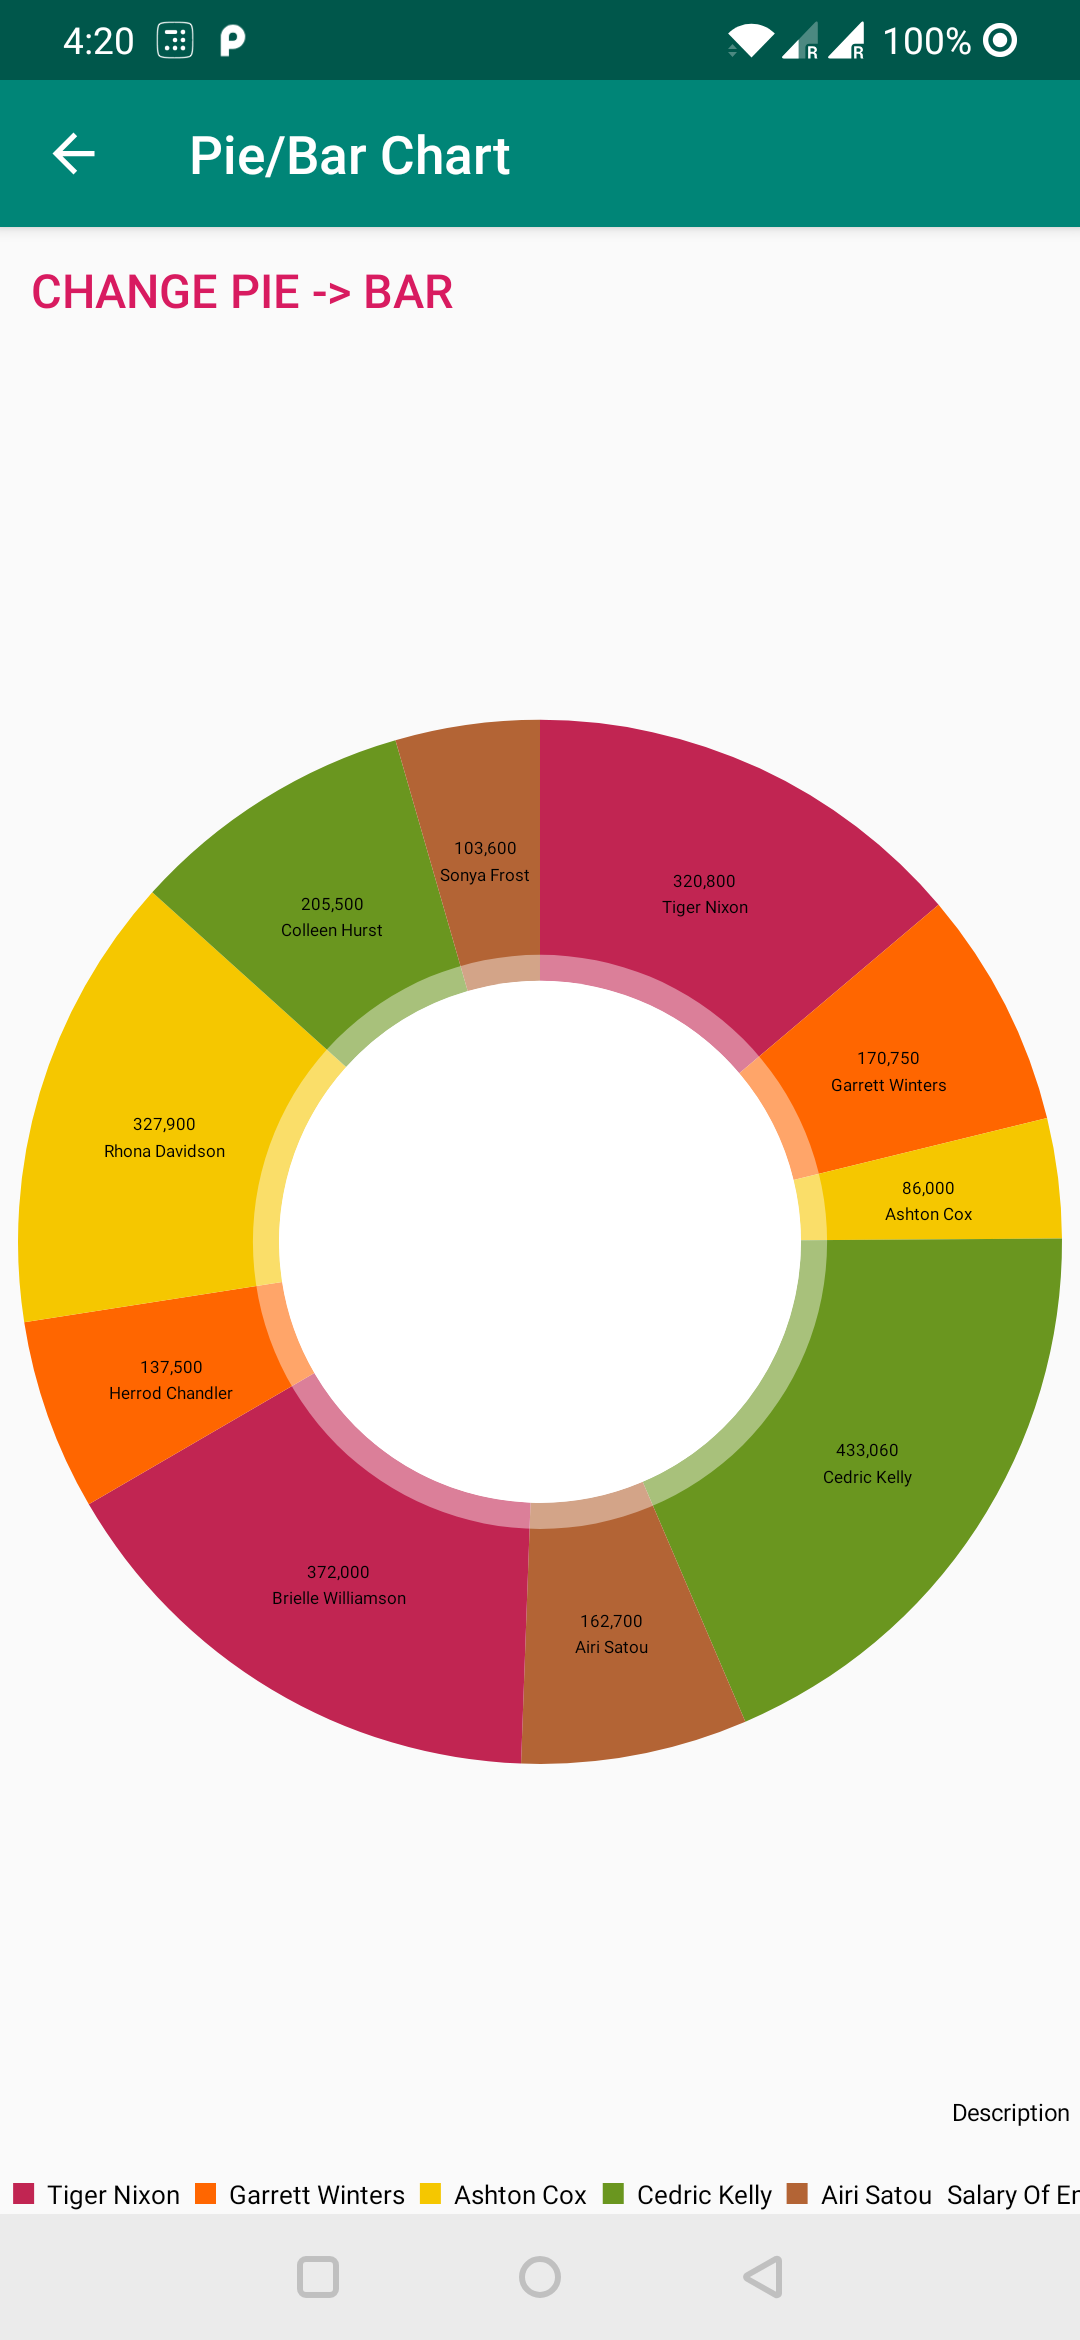 4:20 100%
Pie/Bar Chart
CHANGE PIE -> BAR
103,600
Sonya Frost
320,800
Tiger Nixon
205,500
Colleen Hurst
170,750
Garrett Winters
327,900
Rhona Davidson
86,000
Ashton Cox
137,500
Herrod Chandler
433,060
Cedric Kelly
372,000
Brielle Williamson
162,700
Airi Satou
Description
Tiger Nixon Garrett Winters Ashton Cox Cedric Kelly Airi Satou Salary Of